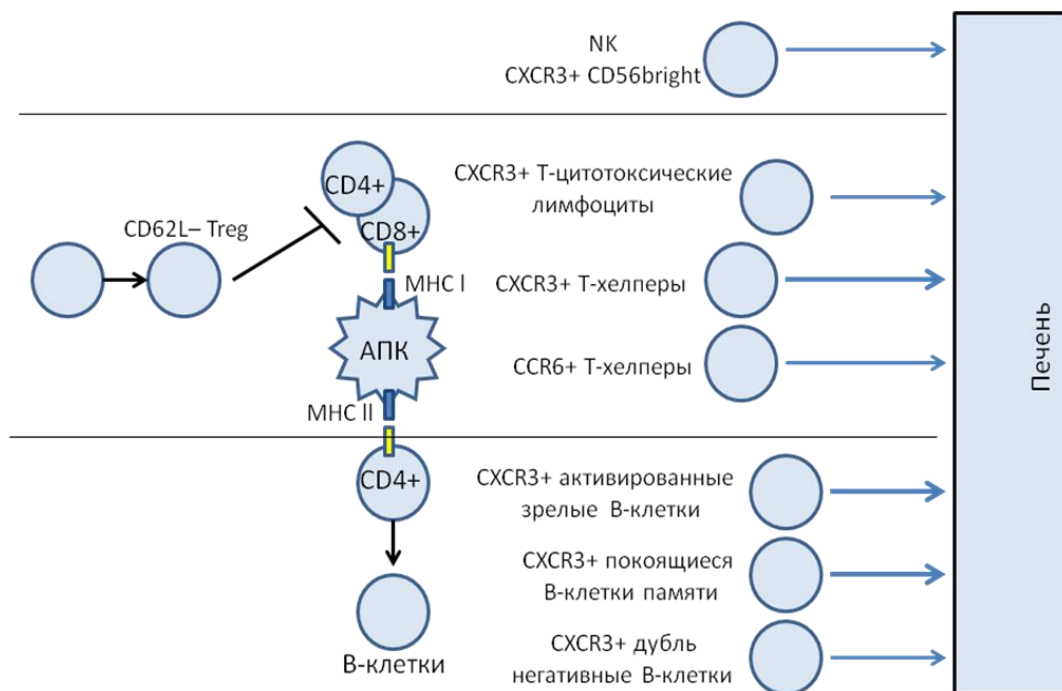 NK
CXCR3+ CD56bright
CD4+
CD8+
CD62L– Treg
MHC I
АПК
MHC II
CXCR3+ Т-цитотоксические
лимфоциты
CXCR3+ Т-хелперы
CCR6+ Т-хелперы
Печень
CD4+
В-клетки
CXCR3+ активированные
зрелые В-клетки
CXCR3+ покоящиеся
В-клетки памяти
CXCR3+ дубль
негативные В-клетки